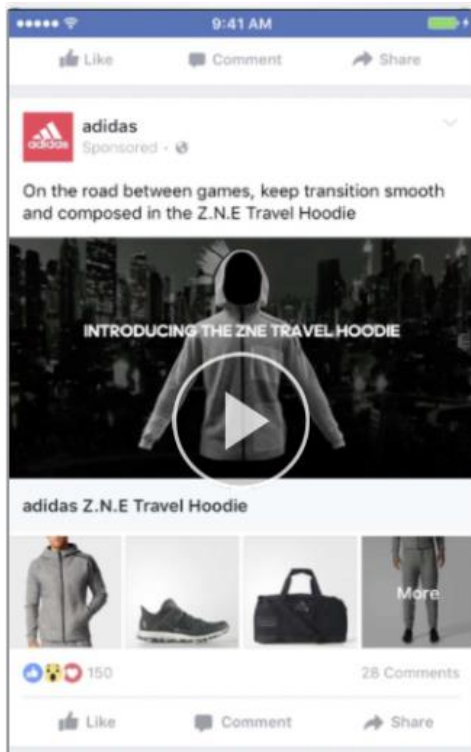 9:41 AM
Like Comment Share
adidas
adidas
Sponsored ·
On the road between games, keep transition smooth
and composed in the Z.N.E Travel Hoodie
INTRODUCING THE ZNE TRAVEL HOODIE
adidas Z.N.E Travel Hoodie
More
150 28 Comments
Like Comment Share